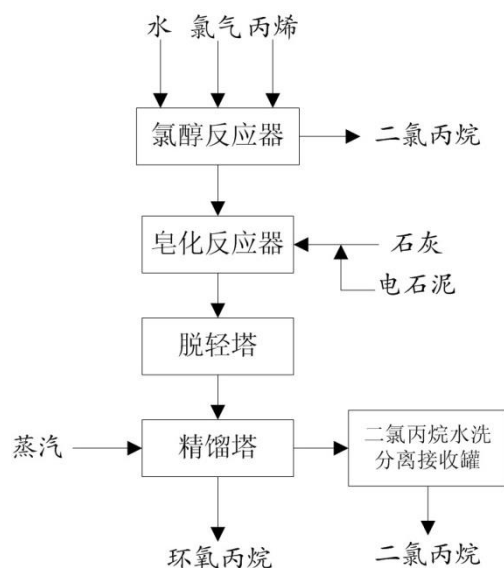 水 氯气 丙烯
氯醇反应器
二氯丙烷
皂化反应器
石灰
电石泥
脱轻塔
蒸汽
精馏塔
二氯丙烷水洗
分离接收罐
环氧丙烷
二氯丙烷